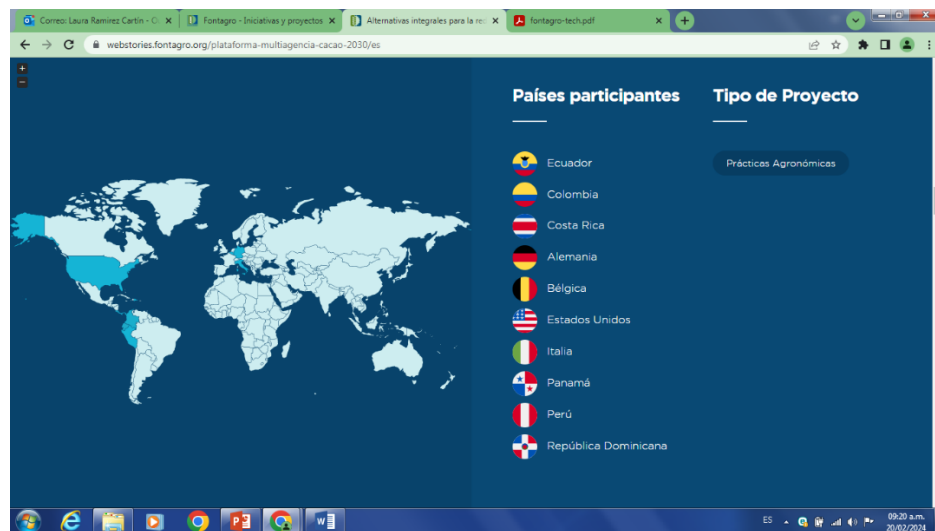 Correo: Laura Ramirez Cartin - O
Fontagro - Iniciativas y proyectos
Alternativas integrales para la re
fontagro-tech.pdf
webstories.fontagro.org/plataforma-multiagencia-cacao-2030/es
Países participantes
Tipo de Proyecto
Ecuador
Prácticas Agronómicas
Colombia
Costa Rica
Alemania
Bélgica
Estados Unidos
Italia
Panamá
Perú
República Dominicana
ES
09:20 a.m.
20/02/2024